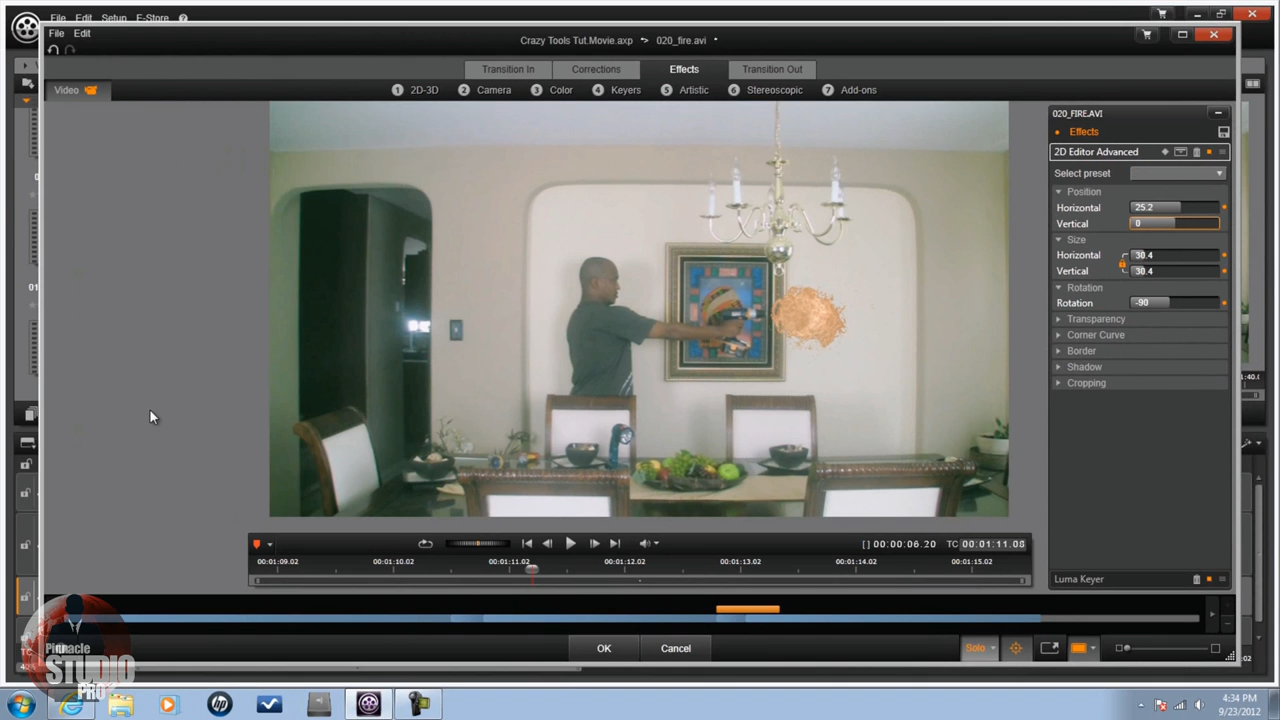 File Edit Setup E-Store ?
File Edit
Crazy Tools Tut.Movie.axp -> 020_fire.avi •
Transition In Corrections Effects Transition Out
Video
1 2D-3D 2 Camera 3 Color 4 Keyers 5 Artistic 6 Stereoscopic 7 Add-ons
020_FIRE.AVI
Effects
2D Editor Advanced
Select preset
Position
Horizontal 25.2
Vertical 0
Size
Horizontal 30.4
Vertical 30.4
Rotation
Rotation -90
Transparency
Corner Curve
Border
Shadow
Cropping
[] 00:00:06.20 TC 00:01:11.08
00:01:09.02 00:01:10.02 00:01:11.02 00:01:12.02 00:01:13.02 00:01:14.02 00:01:15.02
Luma Keyer
OK Cancel Solo
Pinnacle
STUDIO
PRO
4:34 PM
9/23/2012